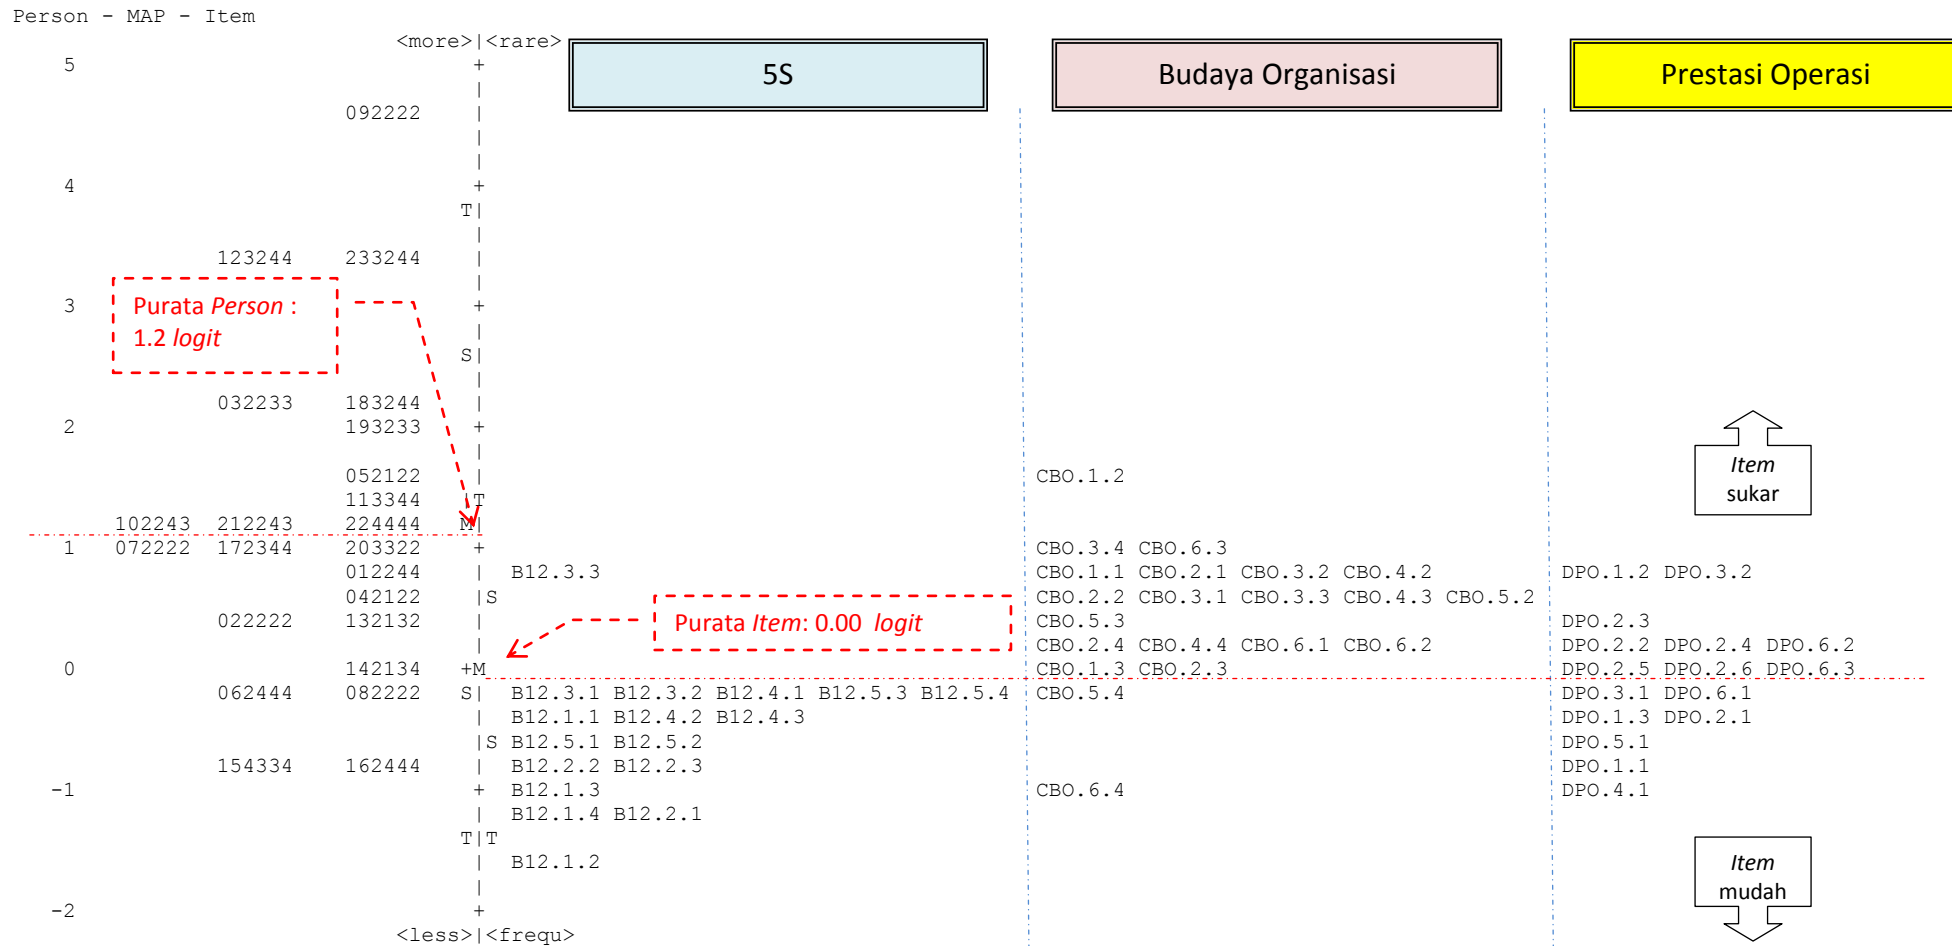 Person - MAP - Item
<more>|<rare>
5S Budaya Organisasi Prestasi Operasi
5 +
|
092222 |
|
|
4 +
T|
|
123244 233244 |
|
Purata Person :
1.2 logit
3 +
|
S|
|
032233 183244 |
2 193233 +
|
052122 | CBO.1.2
Item
sukar
113344 |T
102243 212243 224444 M|
1 072222 172344 203322 + CBO.3.4 CBO.6.3
012244 | B12.3.3 CBO.1.1 CBO.2.1 CBO.3.2 CBO.4.2 DPO.1.2 DPO.3.2
042122 |S CBO.2.2 CBO.3.1 CBO.3.3 CBO.4.3 CBO.5.2
022222 132132 | CBO.5.3 DPO.2.3
Purata Item: 0.00 logit
| CBO.2.4 CBO.4.4 CBO.6.1 CBO.6.2 DPO.2.2 DPO.2.4 DPO.6.2
0 142134 +M CBO.1.3 CBO.2.3 DPO.2.5 DPO.2.6 DPO.6.3
062444 082222 S| B12.3.1 B12.3.2 B12.4.1 B12.5.3 B12.5.4 CBO.5.4 DPO.3.1 DPO.6.1
| B12.1.1 B12.4.2 B12.4.3 DPO.1.3 DPO.2.1
|S B12.5.1 B12.5.2 DPO.5.1
154334 162444 | B12.2.2 B12.2.3 DPO.1.1
-1 + B12.1.3 CBO.6.4 DPO.4.1
| B12.1.4 B12.2.1
T|T
| B12.1.2
Item
mudah
|
-2 +
<less>|<frequ>